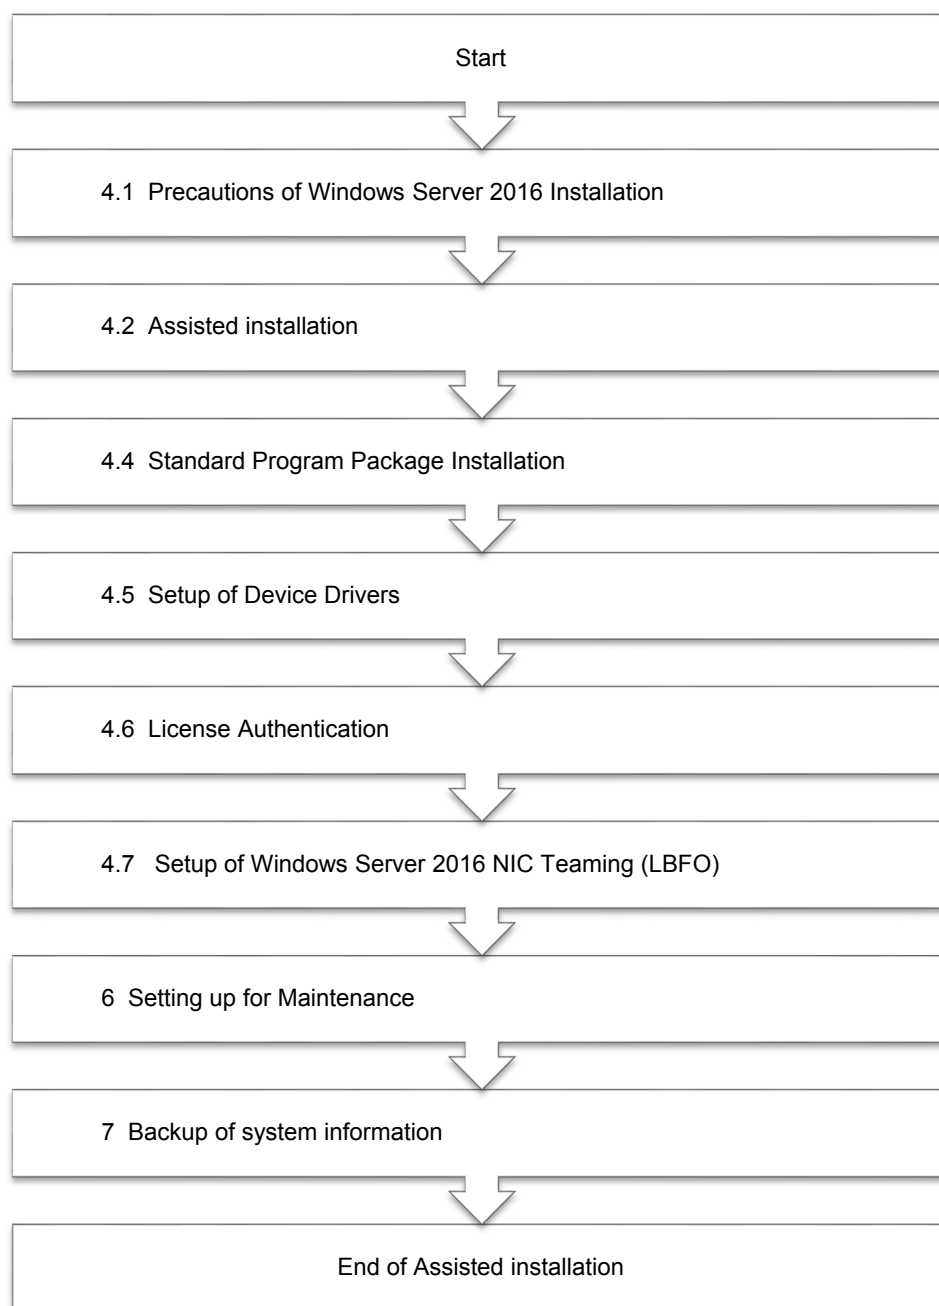 Start
4.1 Precautions of Windows Server 2016 Installation
4.2 Assisted installation
4.4 Standard Program Package Installation
4.5 Setup of Device Drivers
4.6 License Authentication
4.7 Setup of Windows Server 2016 NIC Teaming (LBFO)
6 Setting up for Maintenance
7 Backup of system information
End of Assisted installation